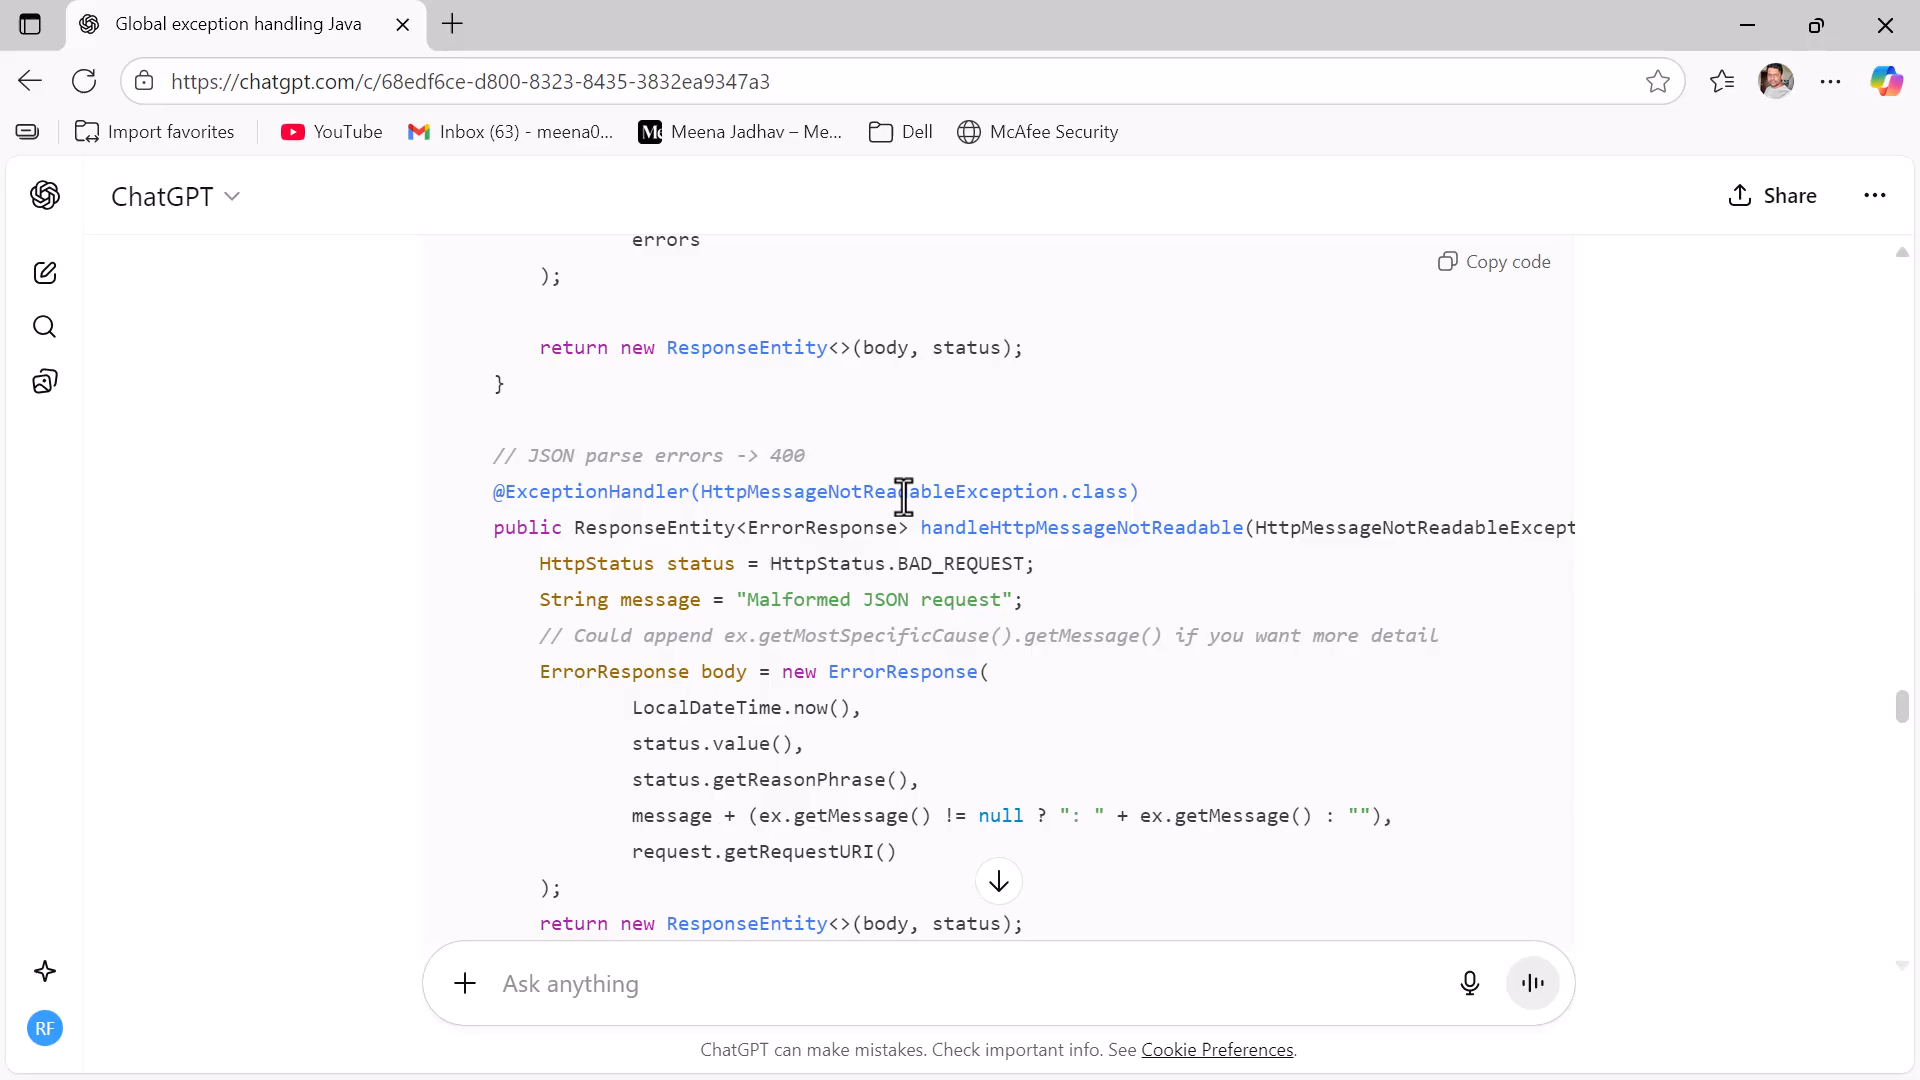 Global exception handling Java
https://chatgpt.com/c/68edf6ce-d800-8323-8435-3832ea9347a3
Import favorites
YouTube
Inbox (63) - meena0...
Meena Jadhav – Me...
Dell
McAfee Security
ChatGPT
Share
errors
Copy code
);
return new ResponseEntity<>(body, status);
}
// JSON parse errors -> 400
@ExceptionHandler(HttpMessageNotReadableException.class)
public ResponseEntity<ErrorResponse> handleHttpMessageNotReadable(HttpMessageNotReadableExcept
HttpStatus status = HttpStatus.BAD_REQUEST;
String message = "Malformed JSON request";
// Could append ex.getMostSpecificCause().getMessage() if you want more detail
ErrorResponse body = new ErrorResponse(
LocalDateTime.now(),
status.value(),
status.getReasonPhrase(),
message + (ex.getMessage() != null ? ": " + ex.getMessage() : ""),
request.getRequestURI()
);
return new ResponseEntity<>(body, status);
Ask anything
RF
ChatGPT can make mistakes. Check important info. See Cookie Preferences.